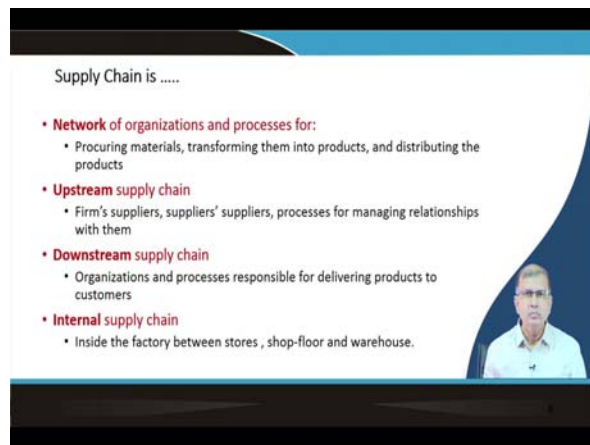 Supply Chain is .....
• Network of organizations and processes for:
• Procuring materials, transforming them into products, and distributing the
products
• Upstream supply chain
• Firm's suppliers, suppliers' suppliers, processes for managing relationships
with them
• Downstream supply chain
• Organizations and processes responsible for delivering products to
customers
• Internal supply chain
• Inside the factory between stores , shop-floor and warehouse.